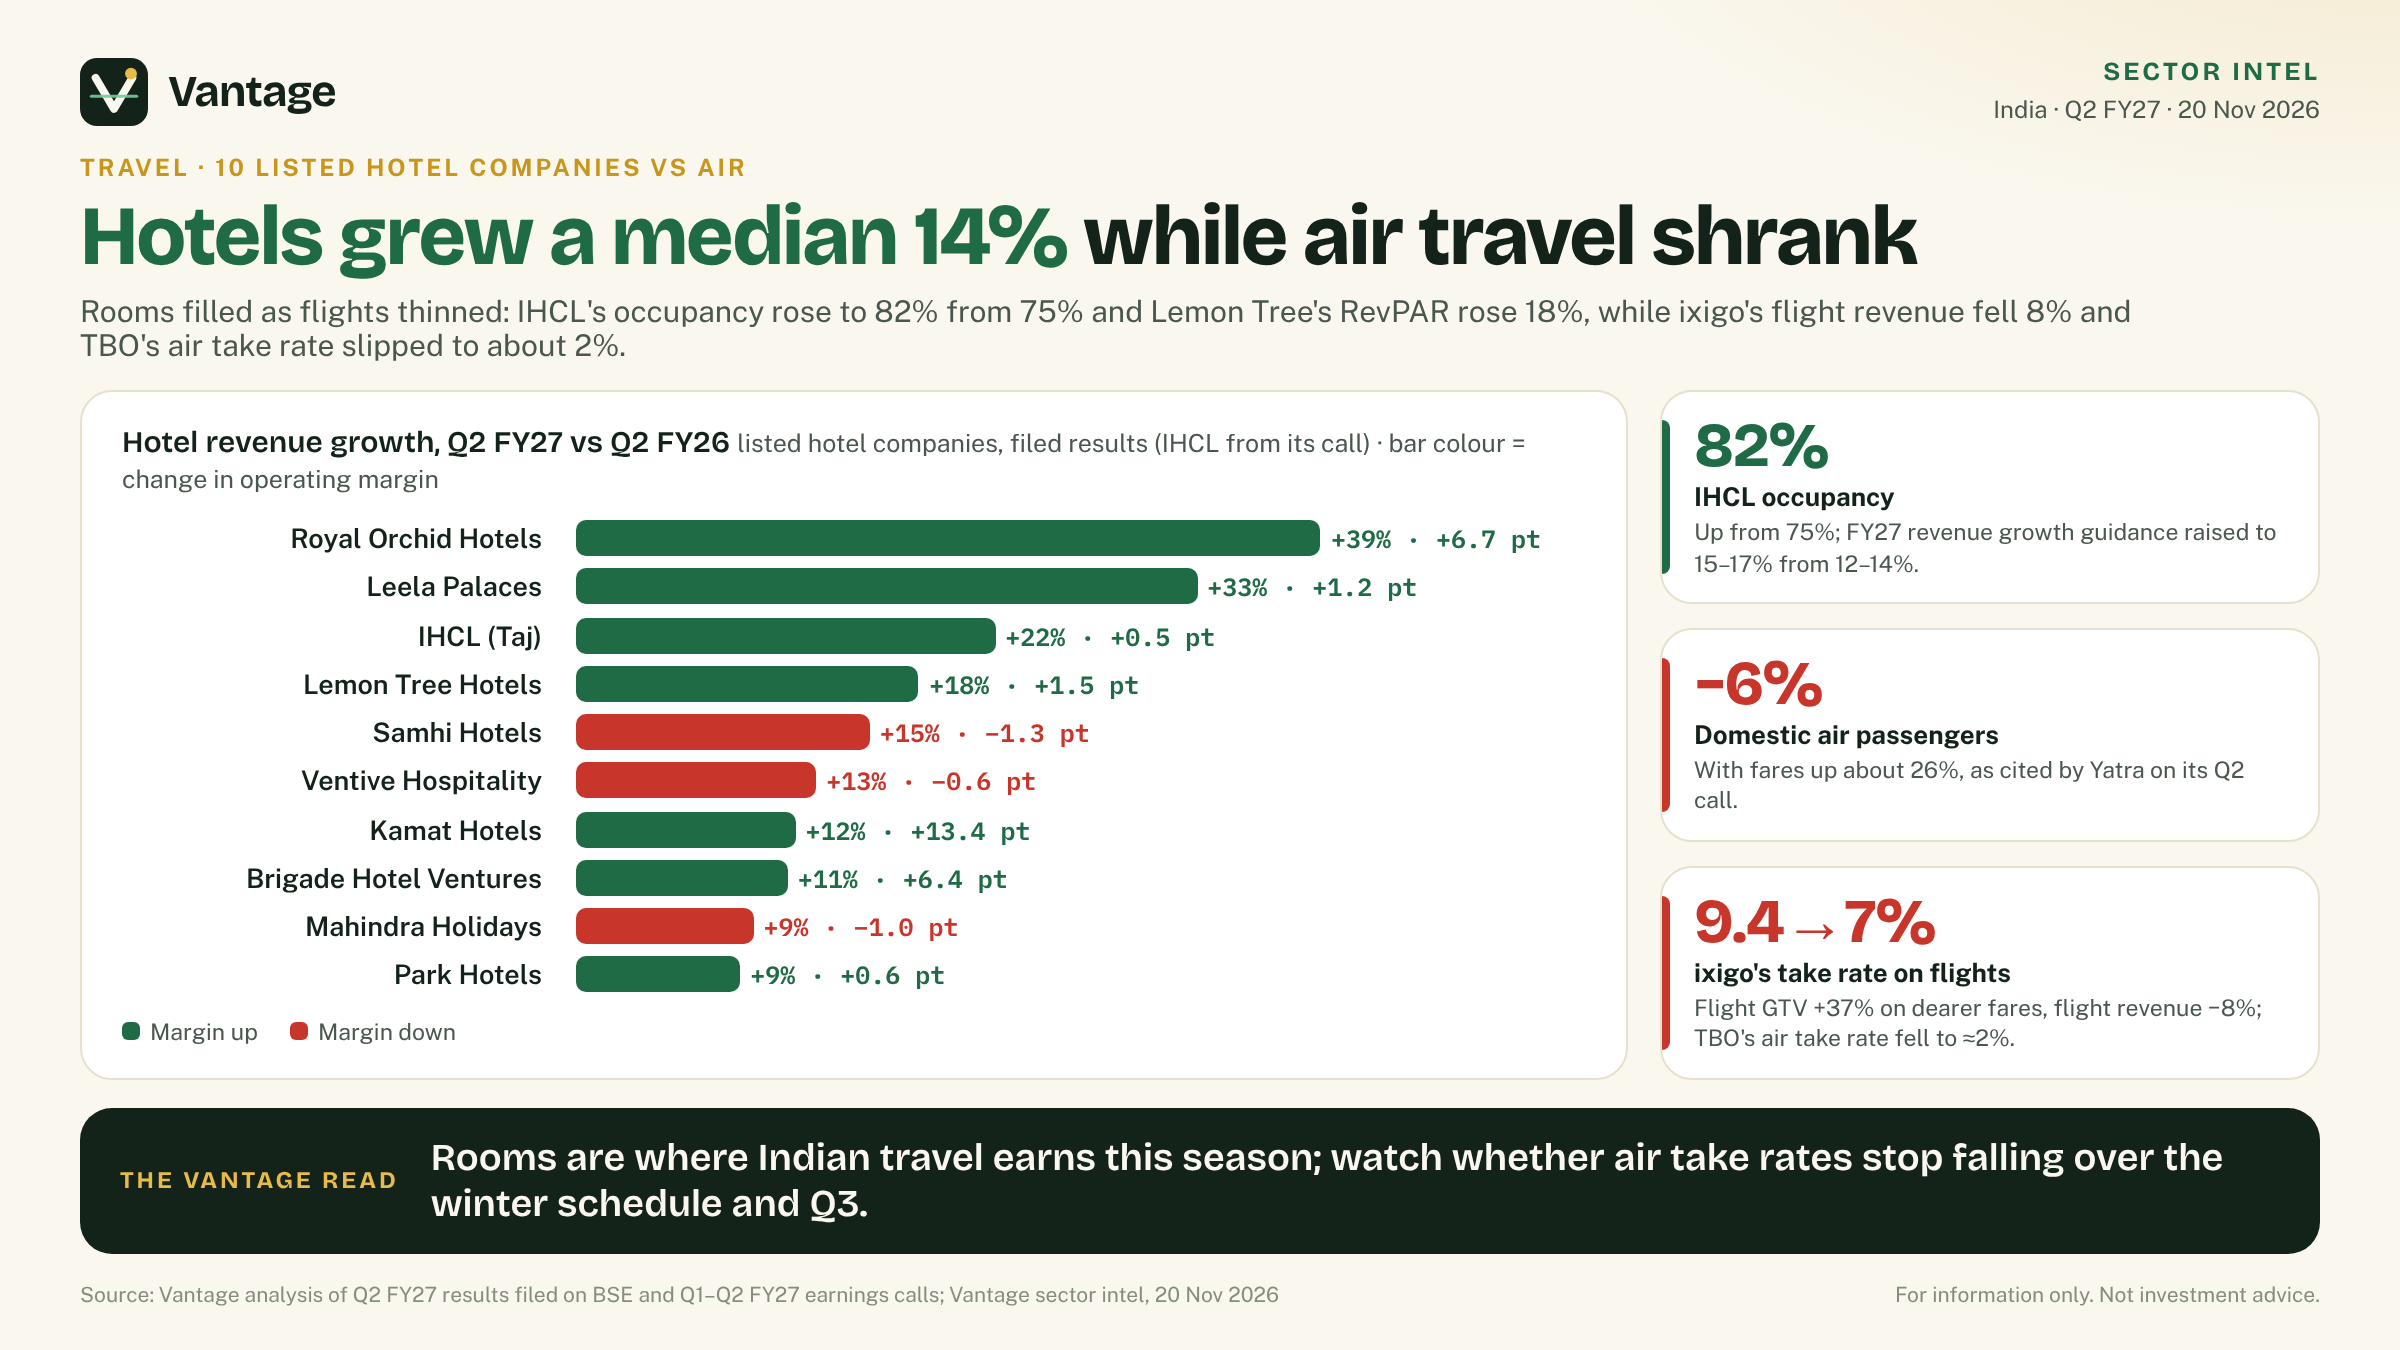 Vantage
SECTOR INTEL
India · Q2 FY27 · 20 Nov 2026
TRAVEL · 10 LISTED HOTEL COMPANIES VS AIR
Hotels grew a median 14% while air travel shrank
Rooms filled as flights thinned: IHCL's occupancy rose to 82% from 75% and Lemon Tree's RevPAR rose 18%, while ixigo's flight revenue fell 8% and
TBO's air take rate slipped to about 2%.
Hotel revenue growth, Q2 FY27 vs Q2 FY26 listed hotel companies, filed results (IHCL from its call) · bar colour =
change in operating margin
Royal Orchid Hotels +39% · +6.7 pt
Leela Palaces +33% · +1.2 pt
IHCL (Taj) +22% · +0.5 pt
Lemon Tree Hotels +18% · +1.5 pt
Samhi Hotels +15% · −1.3 pt
Ventive Hospitality +13% · −0.6 pt
Kamat Hotels +12% · +13.4 pt
Brigade Hotel Ventures +11% · +6.4 pt
Mahindra Holidays +9% · −1.0 pt
Park Hotels +9% · +0.6 pt
Margin up Margin down
82%
IHCL occupancy
Up from 75%; FY27 revenue growth guidance raised to
15–17% from 12–14%.
−6%
Domestic air passengers
With fares up about 26%, as cited by Yatra on its Q2
call.
9.4→7%
ixigo's take rate on flights
Flight GTV +37% on dearer fares, flight revenue −8%;
TBO's air take rate fell to ≈2%.
THE VANTAGE READ
Rooms are where Indian travel earns this season; watch whether air take rates stop falling over the
winter schedule and Q3.
Source: Vantage analysis of Q2 FY27 results filed on BSE and Q1–Q2 FY27 earnings calls; Vantage sector intel, 20 Nov 2026
For information only. Not investment advice.